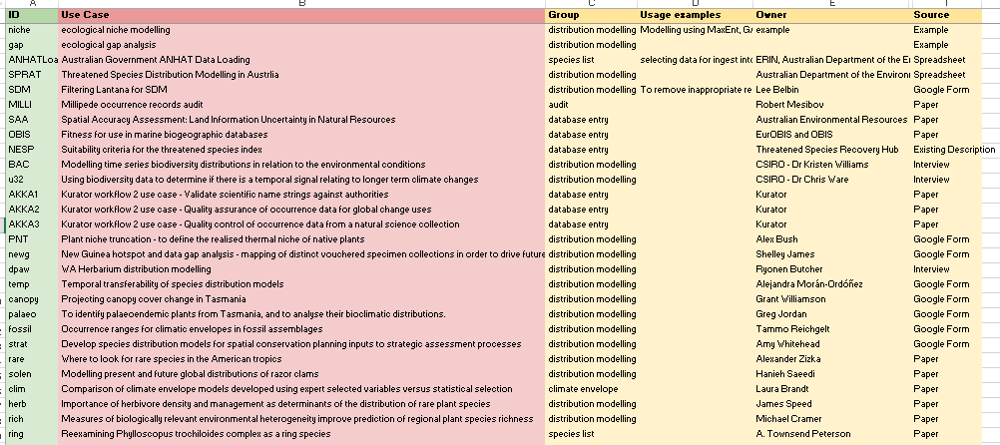 A B C D E I
ID Use Case Group Usage examples Owner Source
niche ecological niche modelling distribution modelling Modelling using MaxEnt, example Example
gap ecological gap analysis distribution modelling Example
ANHATLoa Australian Government ANHAT Data Loading species list selecting data for ingest into ERIN, Australian Department of the Spreadsheet
SPRAT Threatened Species Distribution Modelling in Austrlia distribution modelling Australian Department of the Environ Spreadsheet
SDM Filtering Lantana for SDM distribution modelling To remove inappropriate re Lee Belbin Google Form
MILLI Millipede occurrence records audit audit Robert Mesibov Paper
SAA Spatial Accuracy Assessment: Land Information Uncertainty in Natural Resources database entry Australian Environmental Resources Paper
OBIS Fitness for use in marine biogeographic databases database entry EurOBIS and OBIS Paper
NESP Suitability criteria for the threatened species index database entry Threatened Species Recovery Hub Existing Description
BAC Modelling time series biodiversity distributions in relation to the environmental conditions distribution modelling CSIRO - Dr Kristen Williams Interview
u32 Using biodiversity data to determine if there is a temporal signal relating to longer term climate changes distribution modelling CSIRO - Dr Chris Ware Interview
AKKA1 Kurator workflow 2 use case - Validate scientific name strings against authorities database entry Kurator Paper
AKKA2 Kurator workflow 2 use case - Quality assurance of occurrence data for global change uses database entry Kurator Paper
AKKA3 Kurator workflow 2 use case - Quality control of occurrence data from a natural science collection database entry Kurator Paper
PNT Plant niche truncation - to define the realised thermal niche of native plants distribution modelling Alex Bush Google Form
newg New Guinea hotspot and data gap analysis - mapping of distinct vouchered specimen collections in order to drive future distribution modelling Shelley James Google Form
dpaw WA Herbarium distribution modelling distribution modelling Ryonen Butcher Interview
temp Temporal transferability of species distribution models distribution modelling Alejandra Morán-Ordóñez Google Form
canopy Projecting canopy cover change in Tasmania distribution modelling Grant Williamson Google Form
palaeo To identify palaeoendemic plants from Tasmania, and to analyse their bioclimatic distributions. distribution modelling Greg Jordan Google Form
fossil Occurrence ranges for climatic envelopes in fossil assemblages distribution modelling Tammo Reichgelt Google Form
strat Develop species distribution models for spatial conservation planning inputs to strategic assessment processes distribution modelling Amy Whitehead Google Form
rare Where to look for rare species in the American tropics distribution modelling Alexander Zizka Paper
solen Modelling present and future global distributions of razor clams distribution modelling Hanieh Saeedi Paper
clim Comparison of climate envelope models developed using expert selected variables versus statistical selection climate envelope Laura Brandt Paper
herb Importance of herbivore density and management as determinants of the distribution of rare plant species distribution modelling James Speed Paper
rich Measures of biologically relevant environmental heterogeneity improve prediction of regional plant species richness distribution modelling Michael Cramer Paper
ring Reexamining Phylloscopus trochiloides complex as a ring species species list A. Townsend Peterson Paper